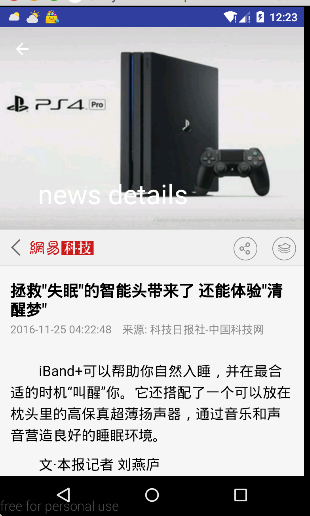 12:23
PS4 Pro
news details
網易科技
拯救"失眠"的智能头带来了 还能体验"清
醒梦"
2016-11-25 04:22:48 来源: 科技日报社-中国科技网
iBand+可以帮助你自然入睡，并在最合
适的时机“叫醒”你。它还搭配了一个可以放在
枕头里的高保真超薄扬声器，通过音乐和声
音营造良好的睡眠环境。
文·本报记者 刘燕庐
free for personal use